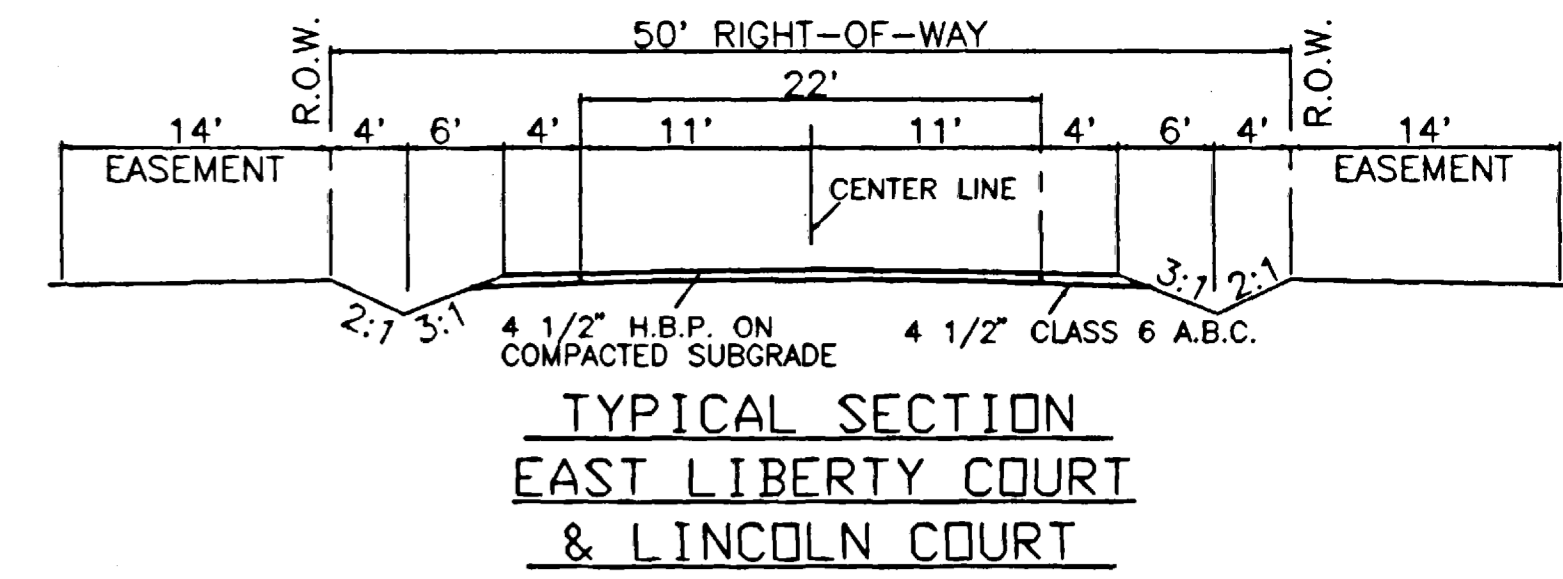 50' RIGHT-OF-WAY
R.O.W.
R.O.W.
22'
14' 4' 6' 4' 11' 11' 4' 6' 4' 14'
EASEMENT
EASEMENT
CENTER LINE
2:1 3:1
3:1 2:1
4 1/2" H.B.P. ON
COMPACTED SUBGRADE
4 1/2" CLASS 6 A.B.C.
TYPICAL SECTION
EAST LIBERTY COURT
& LINCOLN COURT